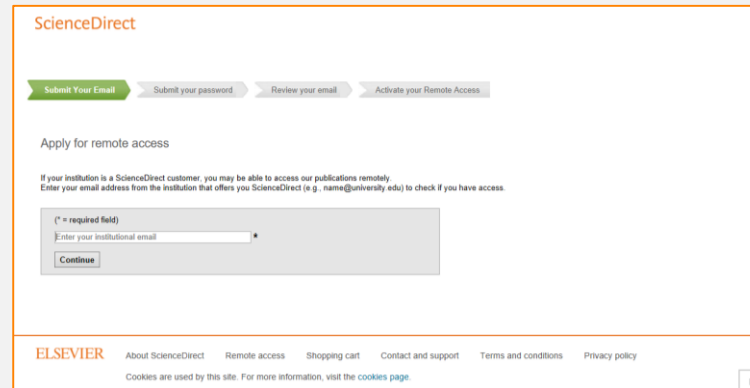 ScienceDirect
Submit Your Email
Submit your password
Review your email
Activate your Remote Access
Apply for remote access
If your institution is a ScienceDirect customer, you may be able to access our publications remotely.
Enter your email address from the institution that offers you ScienceDirect (e.g., name@university.edu) to check if you have access.
(* = required field)
Enter your institutional email *
Continue
ELSEVIER
About ScienceDirect
Remote access
Shopping cart
Contact and support
Terms and conditions
Privacy policy
Cookies are used by this site. For more information, visit the cookies page.